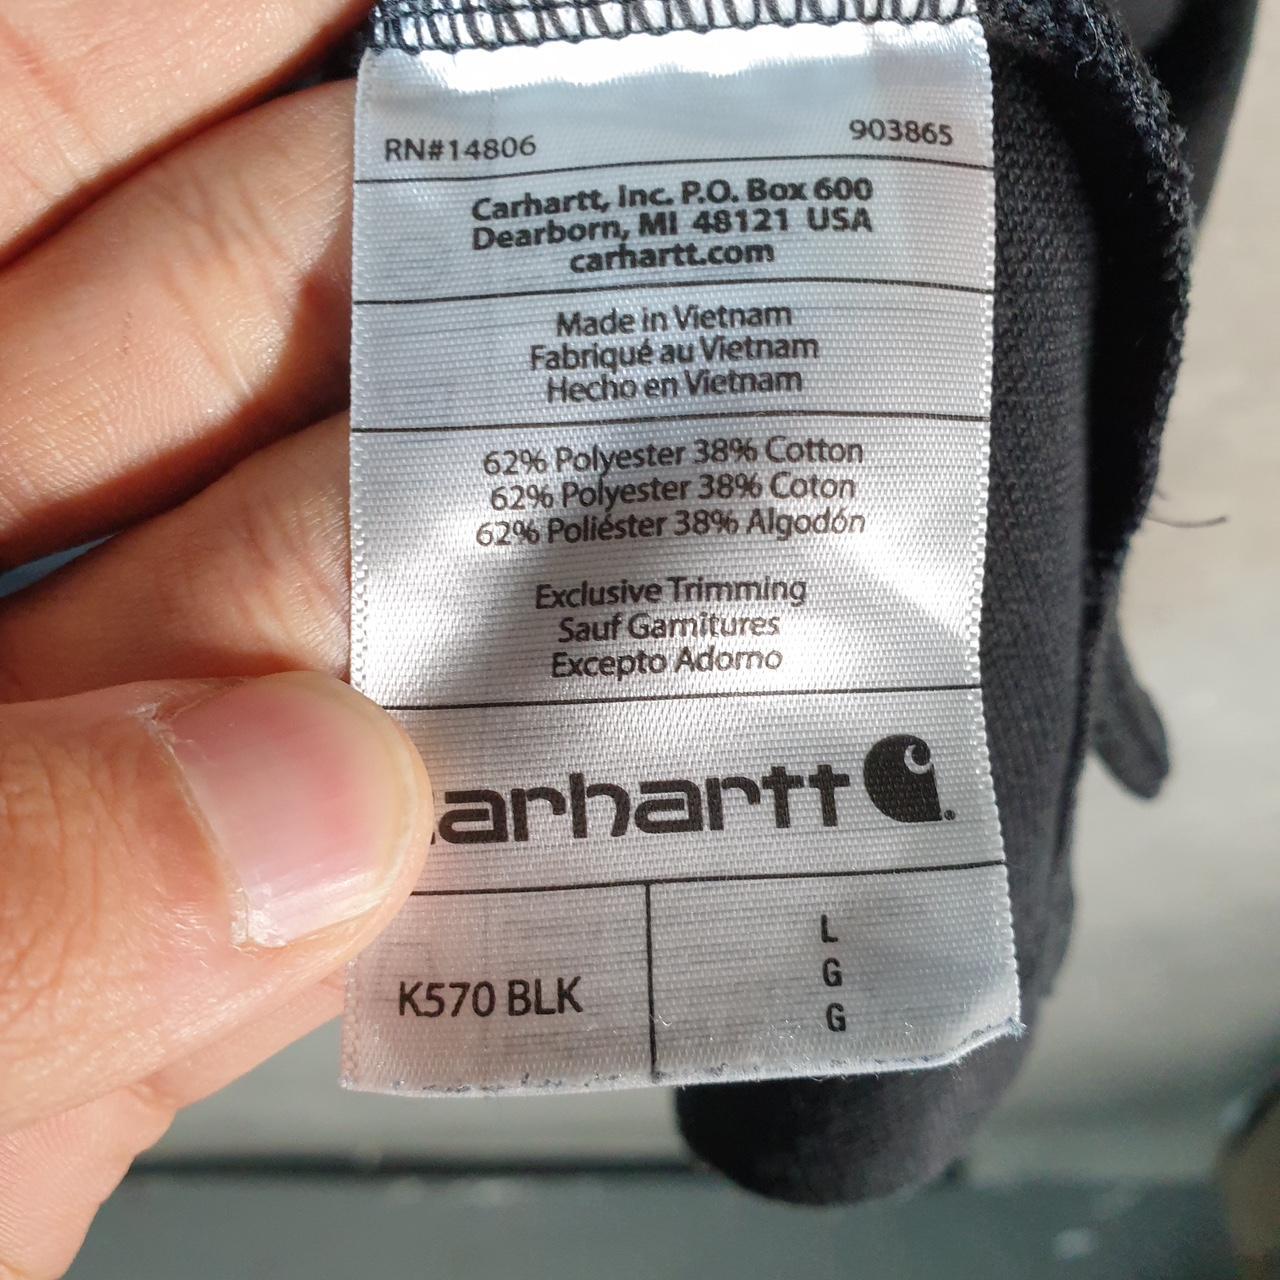 RN#14806 903865
Carhartt, Inc. P.O. Box 600
Dearborn, MI 48121 USA
carhartt.com
Made in Vietnam
Fabriqué au Vietnam
Hecho en Vietnam
62% Polyester 38% Cotton
62% Polyester 38% Coton
62% Poliéster 38% Algodón
Exclusive Trimming
Sauf Garnitures
Excepto Adorno
arhartt
K570 BLK
L
G
G